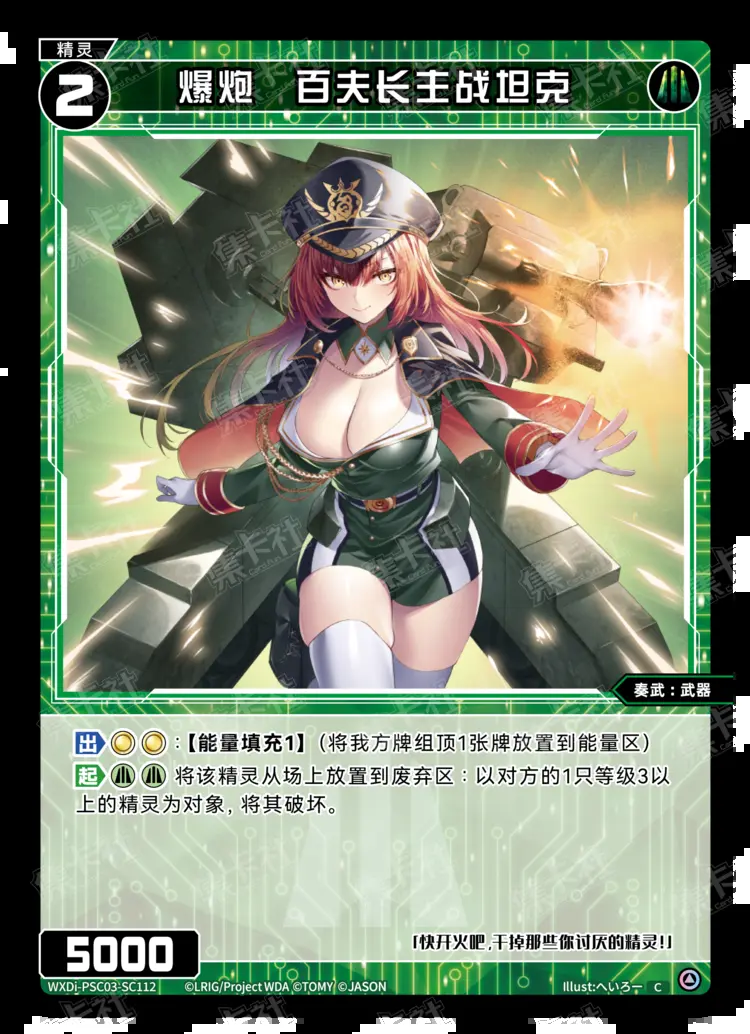 精灵
2
爆炮 百夫长主战坦克
奏武:武器
出 :【能量填充1】(将我方牌组顶1张牌放置到能量区)
起 将该精灵从场上放置到废弃区:以对方的1只等级3以
上的精灵为对象,将其破坏。
「快开火吧,干掉那些你讨厌的精灵!」
5000
WXDi-PSC03-SC112 ©LRIG/Project WDA ©TOMY ©JASON Illust:へいろー C
集卡社